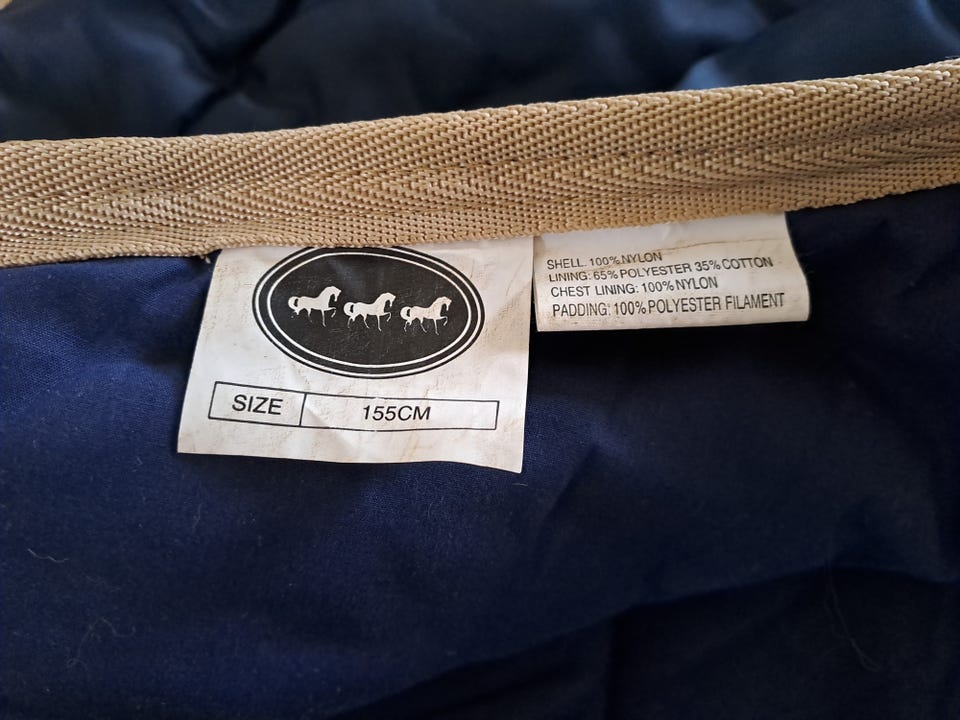 SIZE 155CM
SHELL: 100% NYLON
LINING: 65% POLYESTER 35% COTTON
CHEST LINING: 100% NYLON
PADDING: 100% POLYESTER FILAMENT